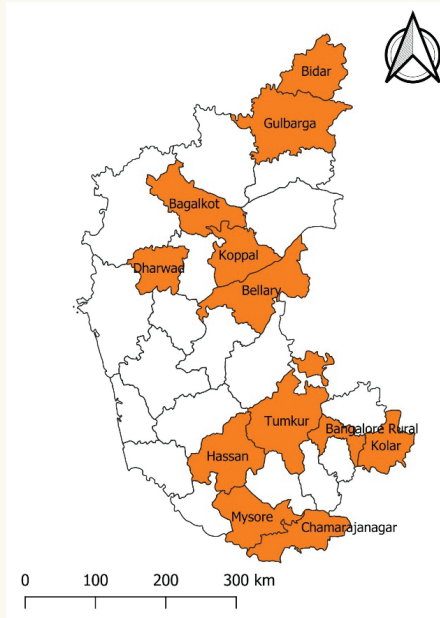 Bidar
Gulbarga
Bagalkot
Koppal
Dharwad
Bellary
Tumkur
Bangalore Rural
Kolar
Hassan
Mysore
Chamarajanagar
0 100 200 300 km